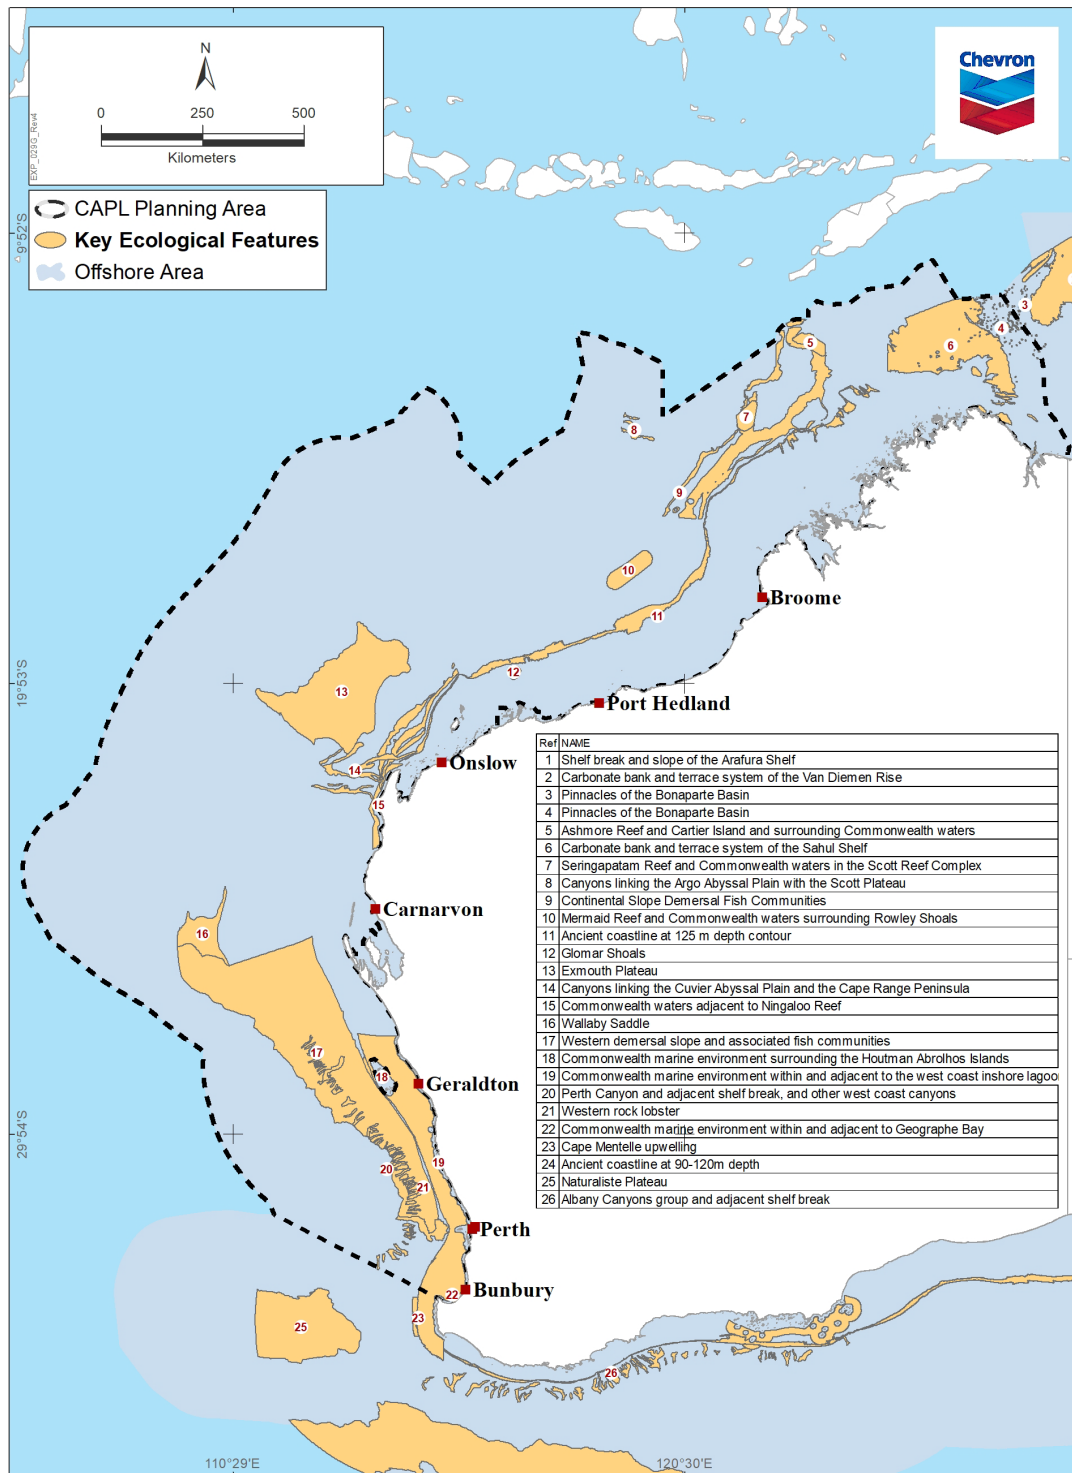 N
0 250 500
Kilometers
EXP_029G_Rev4
Chevron
CAPL Planning Area
Key Ecological Features
Offshore Area
9°52'S
19°53'S
29°54'S
110°29'E
120°30'E
3
4
5
6
7
8
9
10
11
12
13
14
15
16
17
18
19
20
21
22
23
25
26
Broome
Port Hedland
Onslow
Carnarvon
Geraldton
Perth
Bunbury
Ref NAME
1 Shelf break and slope of the Arafura Shelf
2 Carbonate bank and terrace system of the Van Diemen Rise
3 Pinnacles of the Bonaparte Basin
4 Pinnacles of the Bonaparte Basin
5 Ashmore Reef and Cartier Island and surrounding Commonwealth waters
6 Carbonate bank and terrace system of the Sahul Shelf
7 Seringapatam Reef and Commonwealth waters in the Scott Reef Complex
8 Canyons linking the Argo Abyssal Plain with the Scott Plateau
9 Continental Slope Demersal Fish Communities
10 Mermaid Reef and Commonwealth waters surrounding Rowley Shoals
11 Ancient coastline at 125 m depth contour
12 Glomar Shoals
13 Exmouth Plateau
14 Canyons linking the Cuvier Abyssal Plain and the Cape Range Peninsula
15 Commonwealth waters adjacent to Ningaloo Reef
16 Wallaby Saddle
17 Western demersal slope and associated fish communities
18 Commonwealth marine environment surrounding the Houtman Abrolhos Islands
19 Commonwealth marine environment within and adjacent to the west coast inshore lagoo
20 Perth Canyon and adjacent shelf break, and other west coast canyons
21 Western rock lobster
22 Commonwealth marine environment within and adjacent to Geographe Bay
23 Cape Mentelle upwelling
24 Ancient coastline at 90-120m depth
25 Naturaliste Plateau
26 Albany Canyons group and adjacent shelf break